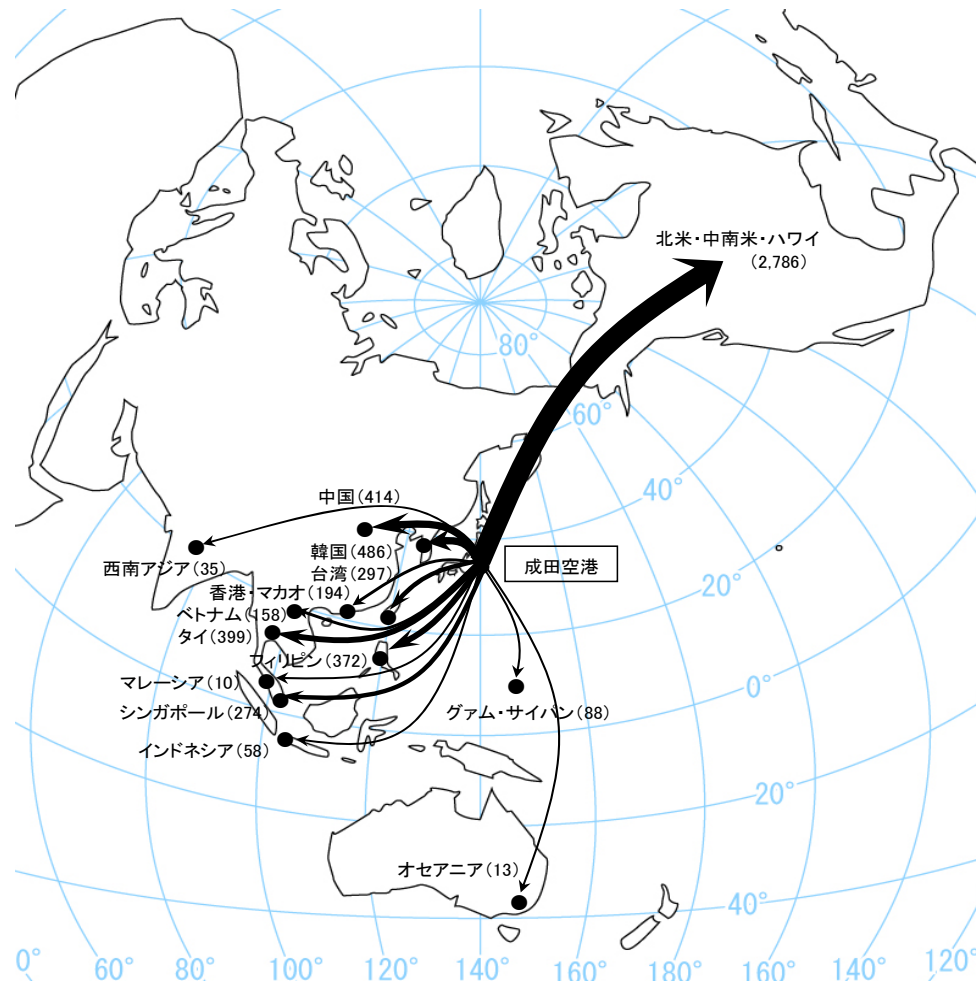 北米・中南米・ハワイ
(2,786)
80°
60°
40°
中国(414)
韓国(486)
西南アジア(35)
台湾(297)
成田空港
香港・マカオ(194)
20°
ベトナム(158)
タイ(399)
フィリピン(372)
マレーシア(10)
0°
シンガポール(274)
グァム・サイパン(88)
インドネシア(58)
20°
オセアニア(13)
40°
0°
60°
80°
100°
120°
140°
160°
180°
140°
120°